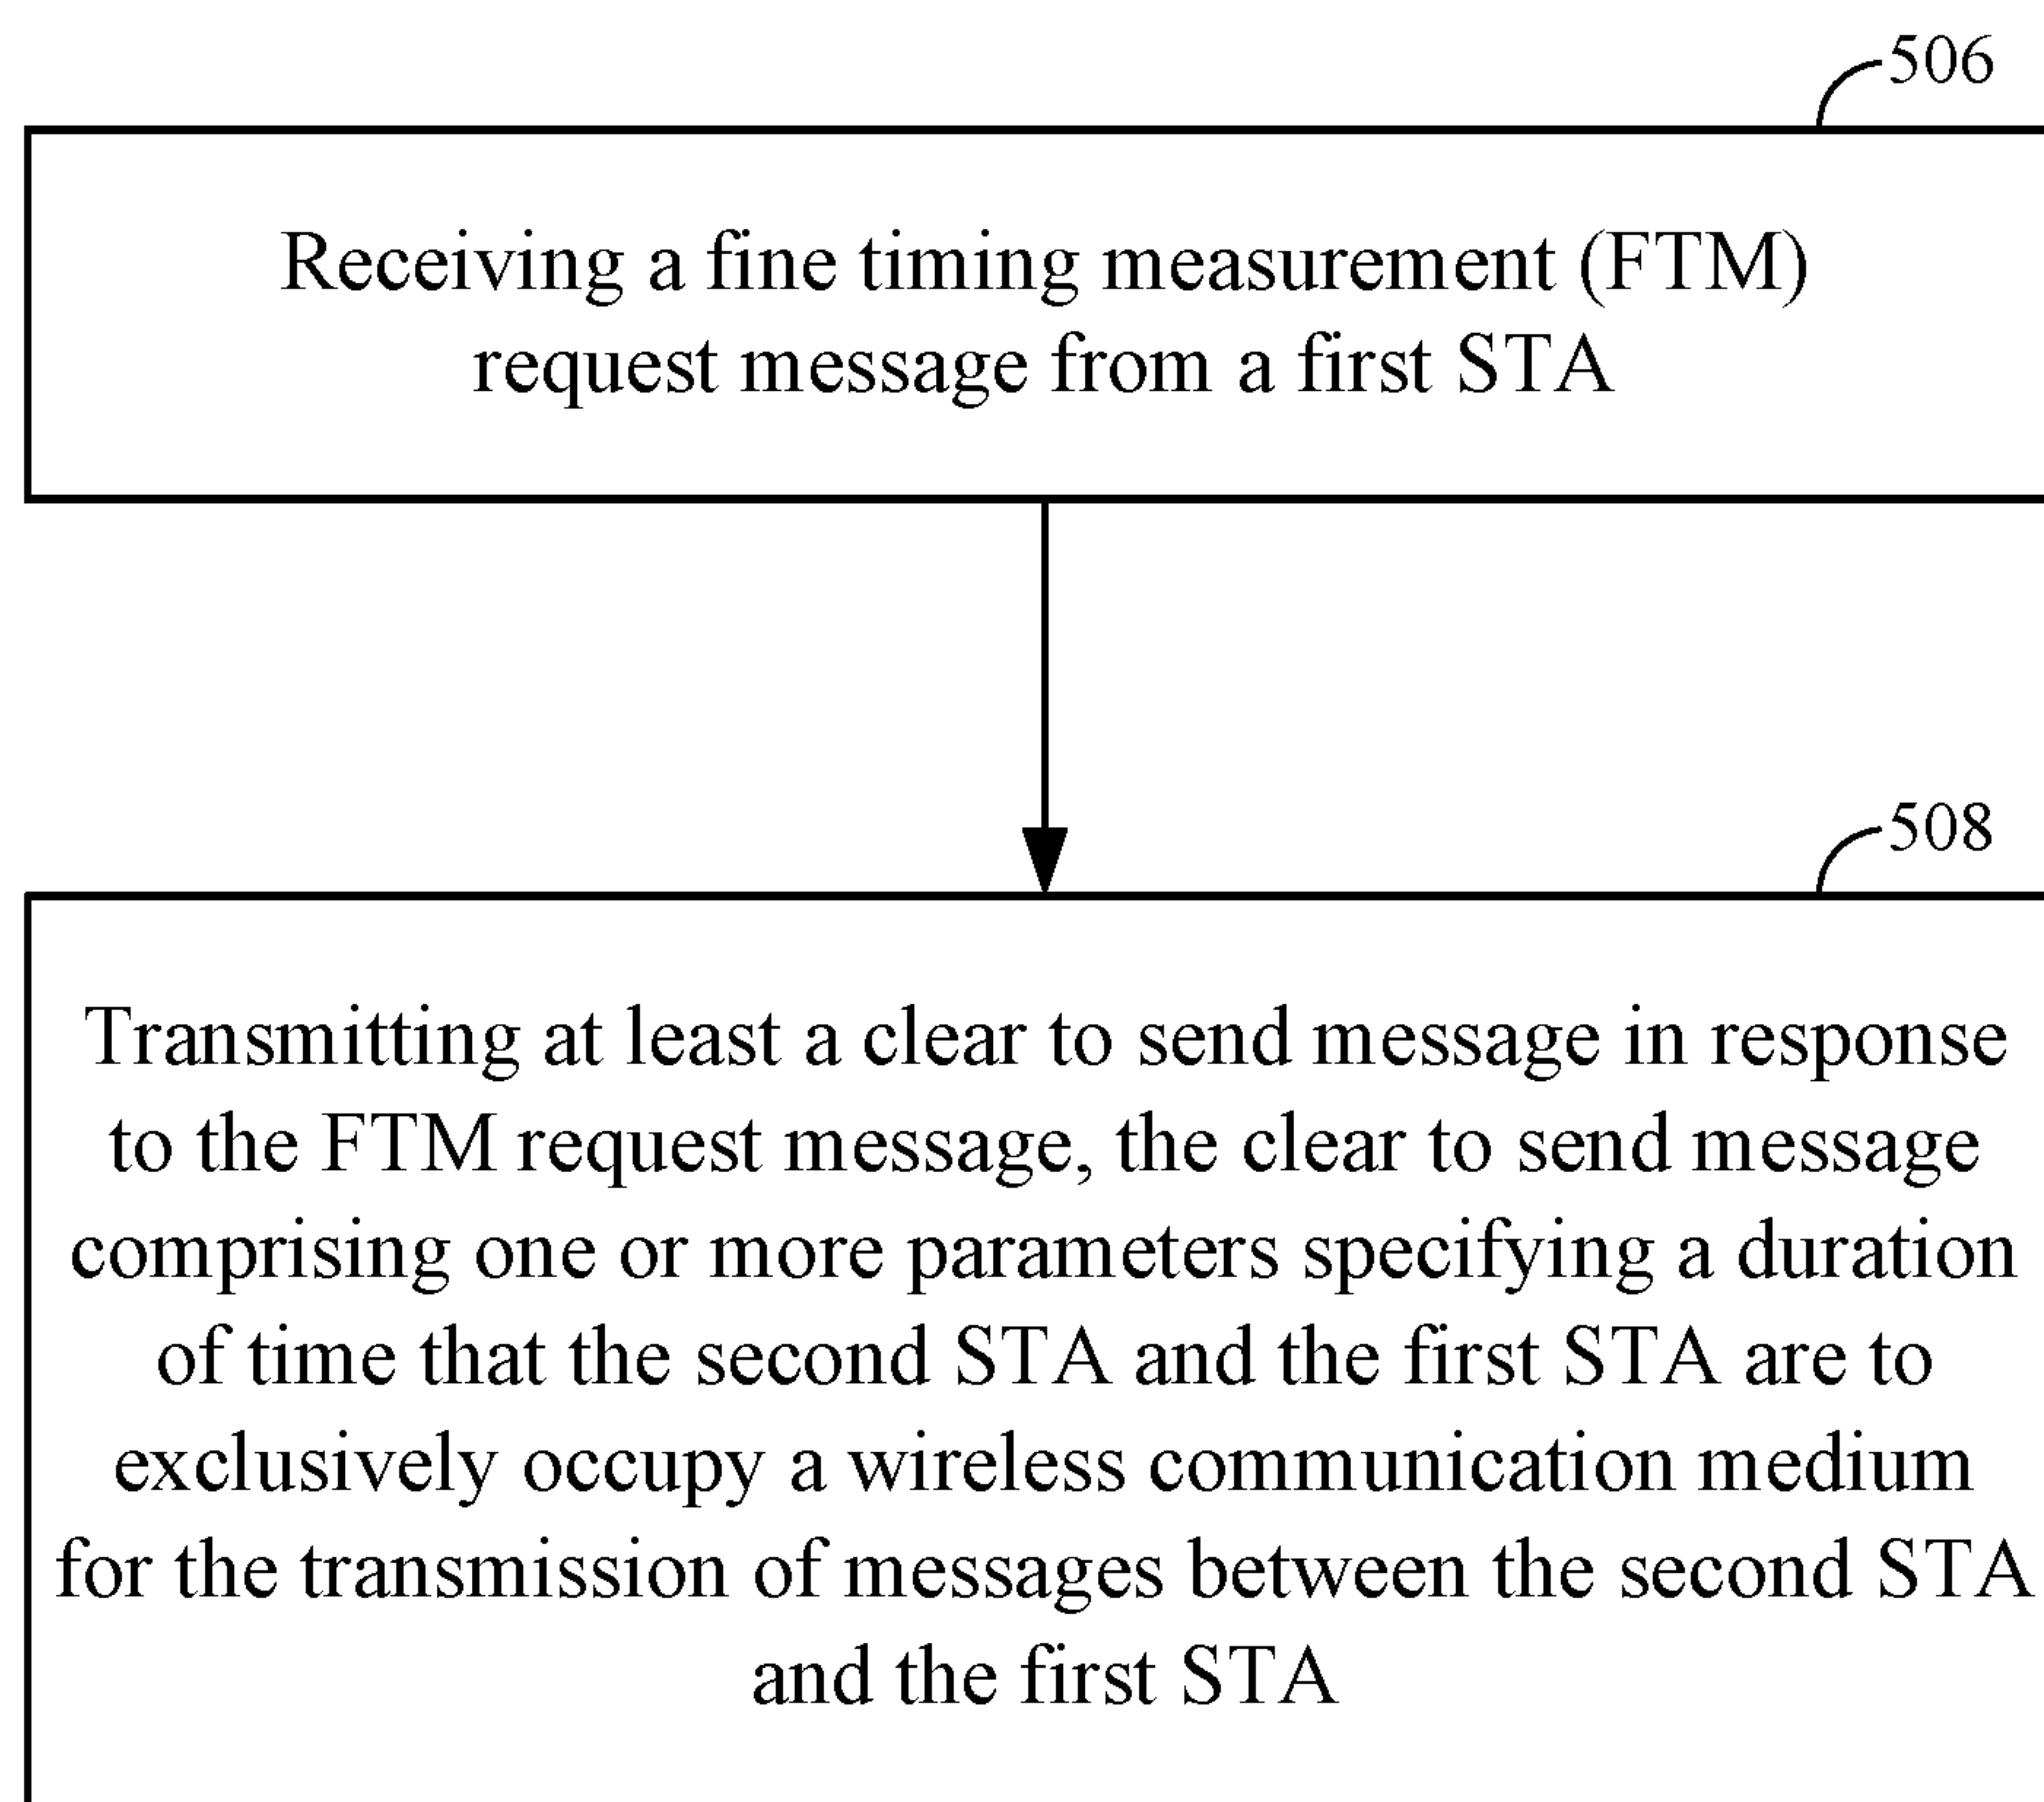 506
Receiving a fine timing measurement (FTM)
request message from a first STA
508
Transmitting at least a clear to send message in response
to the FTM request message, the clear to send message
comprising one or more parameters specifying a duration
of time that the second STA and the first STA are to
exclusively occupy a wireless communication medium
for the transmission of messages between the second STA
and the first STA